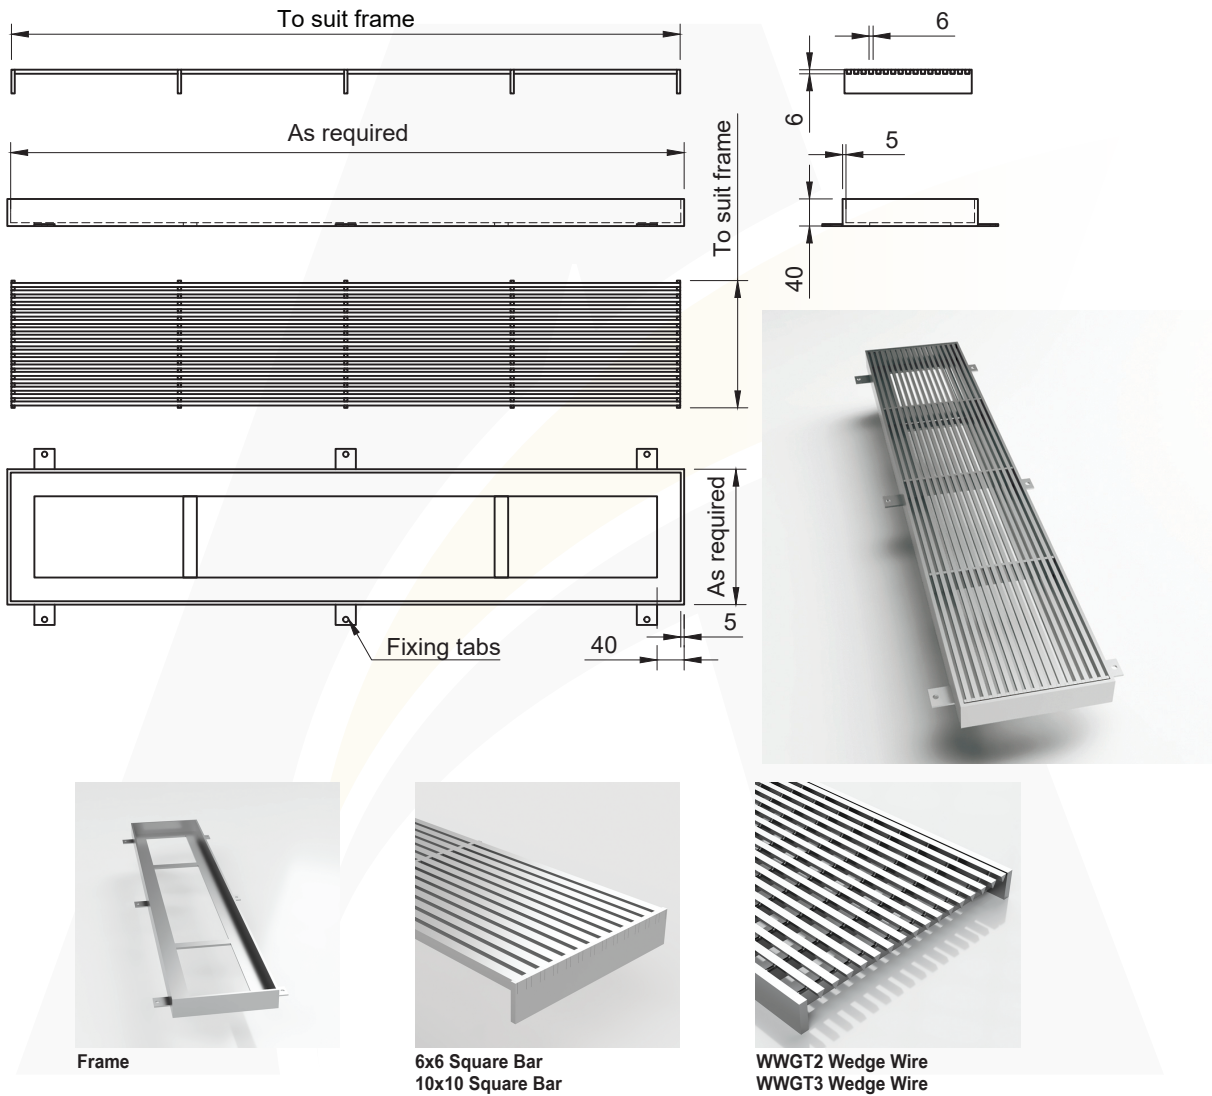 To suit frame
6
6
As required
5
To suit frame
40
As required
5
40
Fixing tabs
Frame
6x6 Square Bar
10x10 Square Bar
WWGT2 Wedge Wire
WWGT3 Wedge Wire